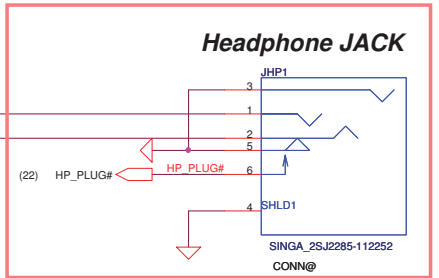 Headphone JACK
JHP1
3
1
2
5
(22) HP_PLUG# HP_PLUG# 6
4 SHLD1
SINGA_2SJ2285-112252
CONN@